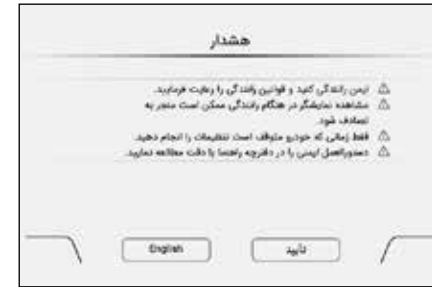 هشدار
ایمن رانندگی کنید و قوانین رانندگی را رعایت فرمایید.
مشاهده نمایشگر در هنگام رانندگی ممکن است منجر به
تصادف شود.
فقط زمانی که خودرو متوقف است تنظیمات را انجام دهید.
دستورالعمل ایمنی را در دفترچه راهنما با دقت مطالعه نمایید.
تأیید
English